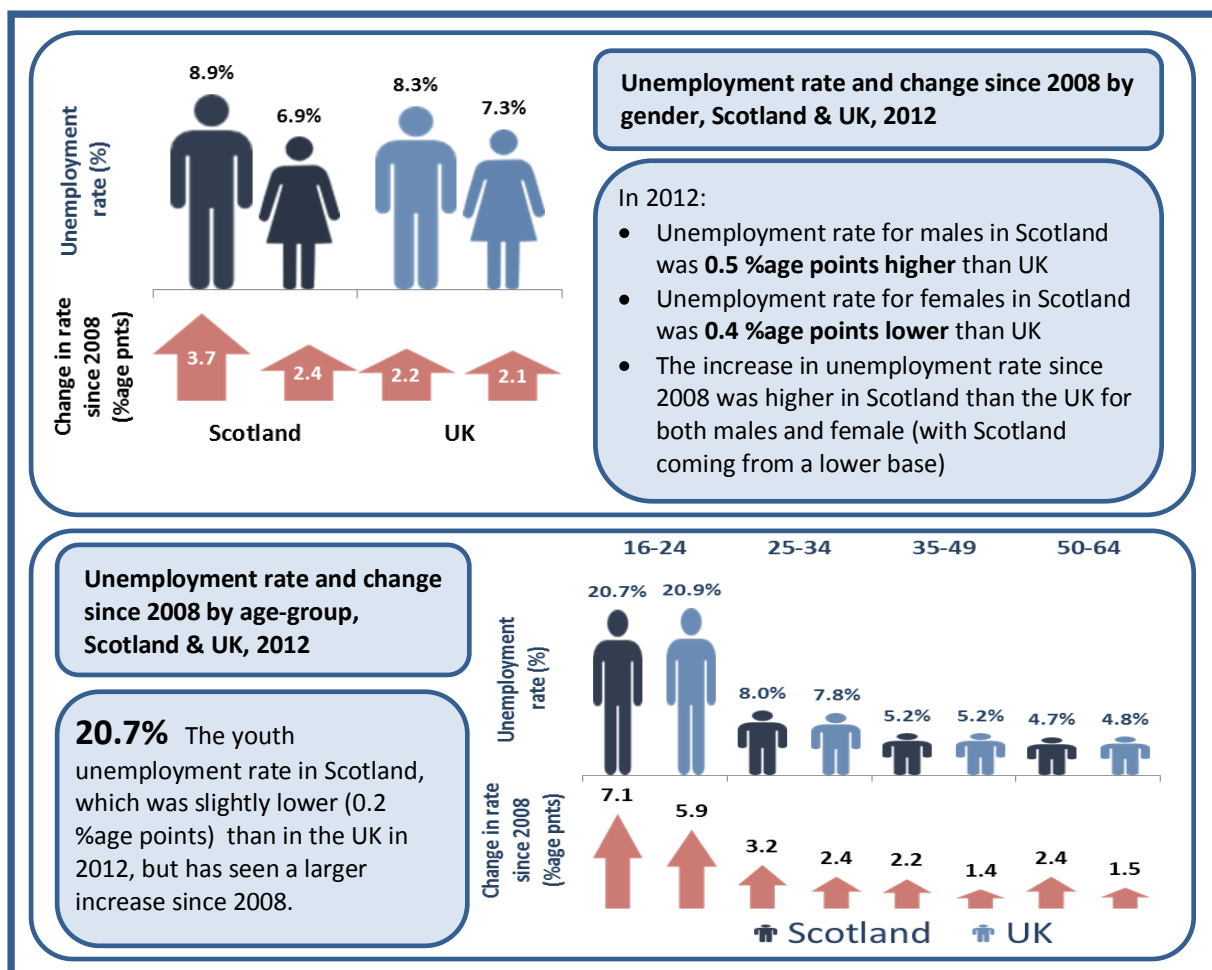 8.9%
6.9%
8.3%
7.3%
Unemployment
rate (%)
Change in rate
since 2008
(%age pnts)
3.7
2.4
2.2
2.1
Scotland
UK
Unemployment rate and change since 2008 by
gender, Scotland & UK, 2012
In 2012:
• Unemployment rate for males in Scotland
was 0.5 %age points higher than UK
• Unemployment rate for females in Scotland
was 0.4 %age points lower than UK
• The increase in unemployment rate since
2008 was higher in Scotland than the UK for
both males and female (with Scotland
coming from a lower base)
Unemployment rate and change
since 2008 by age-group,
Scotland & UK, 2012
20.7% The youth
unemployment rate in Scotland,
which was slightly lower (0.2
%age points) than in the UK in
2012, but has seen a larger
increase since 2008.
16-24 25-34 35-49 50-64
20.7% 20.9%
8.0% 7.8%
5.2% 5.2%
4.7% 4.8%
Unemployment
rate (%)
Change in rate
since 2008
(%age pnts)
7.1 5.9
3.2 2.4
2.2 1.4
2.4 1.5
Scotland UK